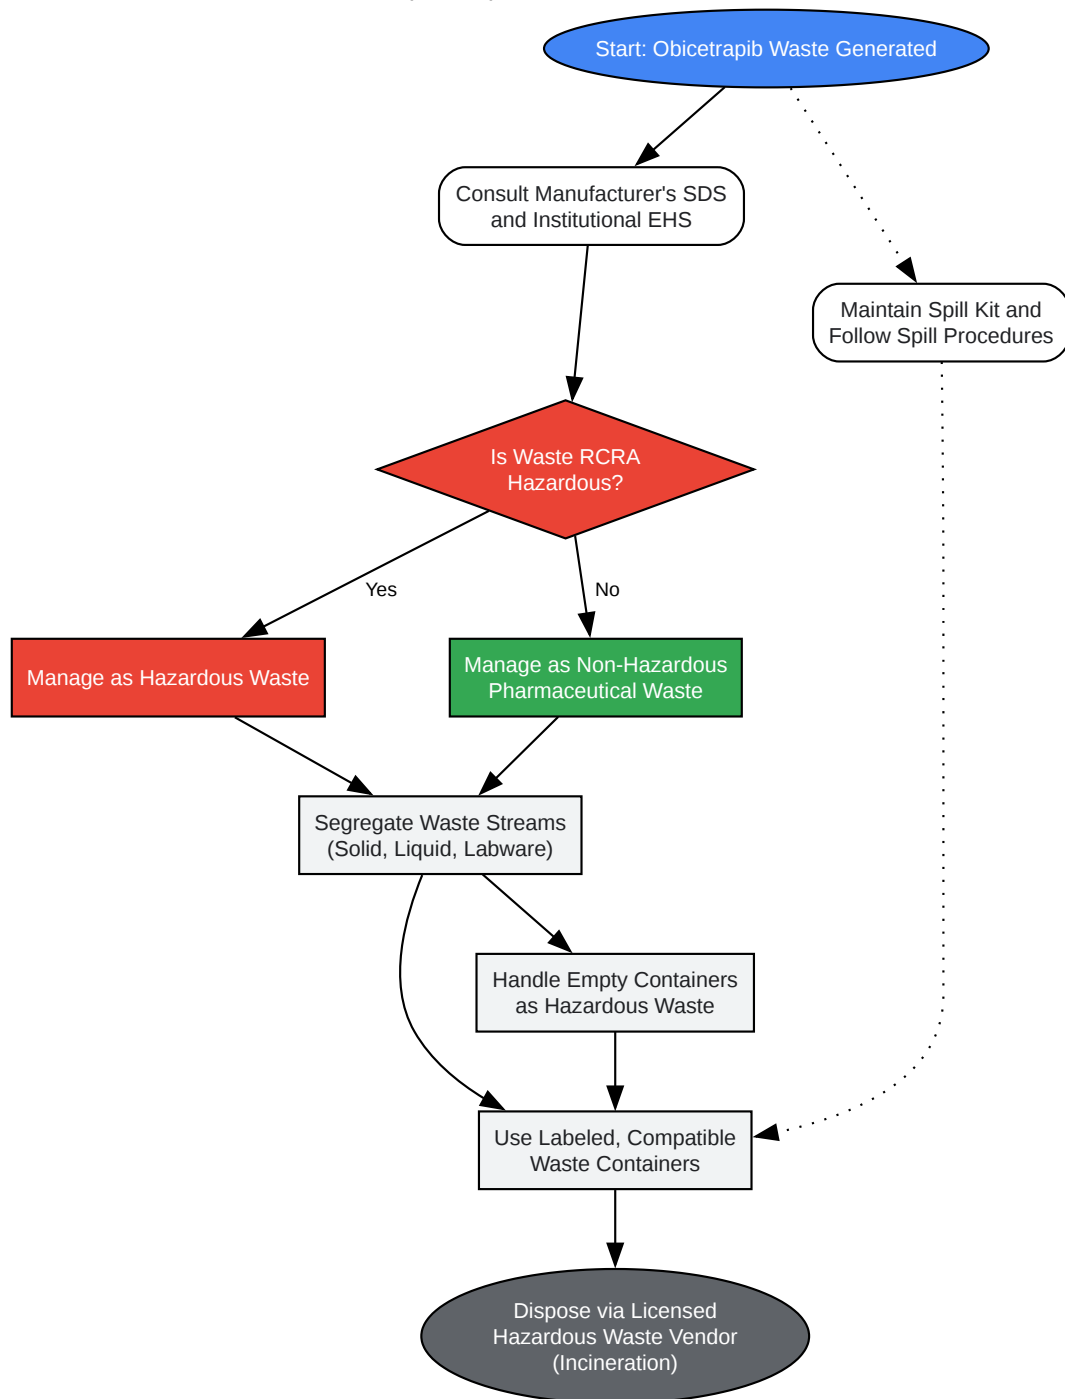 Start: Obicetrapib Waste Generated
Consult Manufacturer's SDS
and Institutional EHS
Maintain Spill Kit and
Follow Spill Procedures
Is Waste RCRA
Hazardous?
Yes
No
Manage as Hazardous Waste
Manage as Non-Hazardous
Pharmaceutical Waste
Segregate Waste Streams
(Solid, Liquid, Labware)
Handle Empty Containers
as Hazardous Waste
Use Labeled, Compatible
Waste Containers
Dispose via Licensed
Hazardous Waste Vendor
(Incineration)